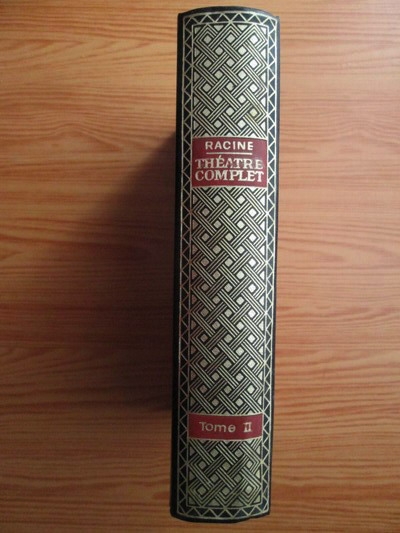 RACINE
THÉATRE
COMPLET
Tome II